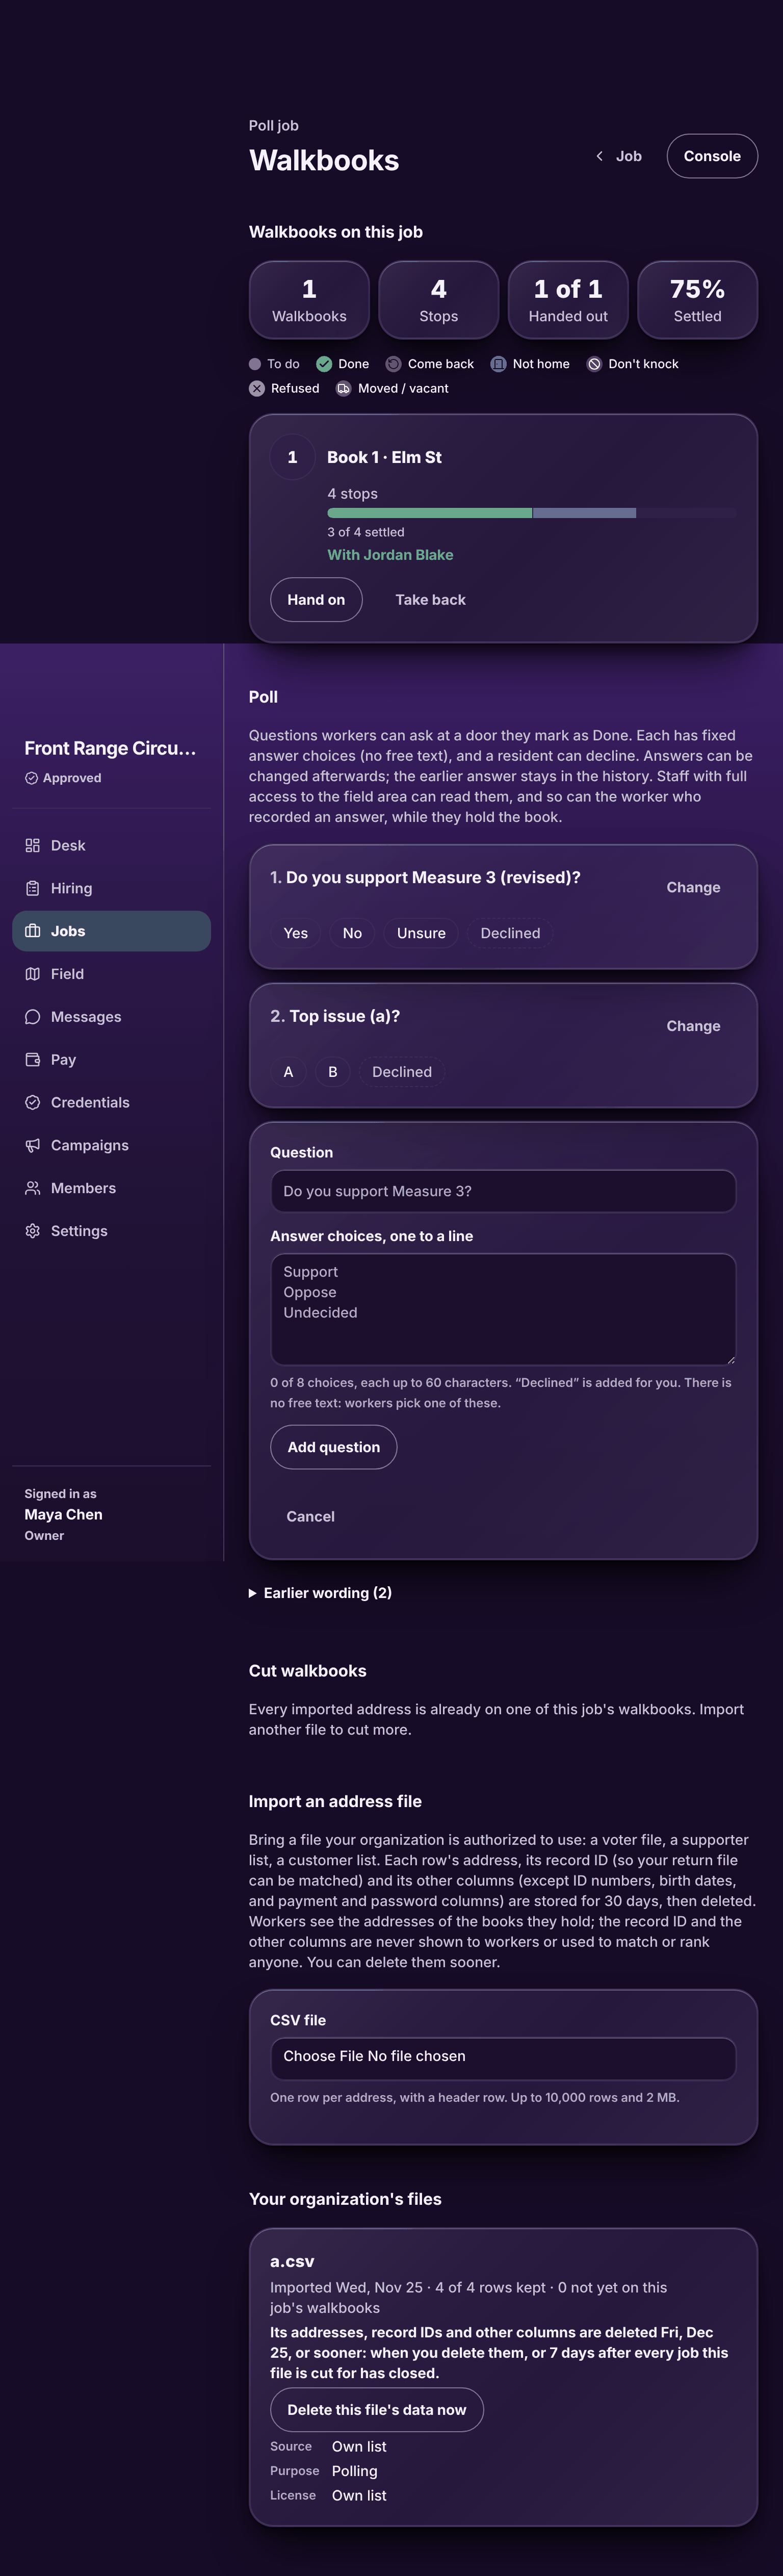 Poll job
Walkbooks
Job
Console
Walkbooks on this job
1
Walkbooks
4
Stops
1 of 1
Handed out
75%
Settled
To do
Done
Come back
Not home
Don't knock
Refused
Moved / vacant
1
Book 1 · Elm St
4 stops
3 of 4 settled
With Jordan Blake
Hand on
Take back
Front Range Circu...
Approved
Desk
Hiring
Jobs
Field
Messages
Pay
Credentials
Campaigns
Members
Settings
Signed in as
Maya Chen
Owner
Poll
Questions workers can ask at a door they mark as Done. Each has fixed
answer choices (no free text), and a resident can decline. Answers can be
changed afterwards; the earlier answer stays in the history. Staff with full
access to the field area can read them, and so can the worker who
recorded an answer, while they hold the book.
1. Do you support Measure 3 (revised)?
Change
Yes
No
Unsure
Declined
2. Top issue (a)?
Change
A
B
Declined
Question
Do you support Measure 3?
Answer choices, one to a line
Support
Oppose
Undecided
0 of 8 choices, each up to 60 characters. “Declined” is added for you. There is
no free text: workers pick one of these.
Add question
Cancel
Earlier wording (2)
Cut walkbooks
Every imported address is already on one of this job's walkbooks. Import
another file to cut more.
Import an address file
Bring a file your organization is authorized to use: a voter file, a supporter
list, a customer list. Each row's address, its record ID (so your return file
can be matched) and its other columns (except ID numbers, birth dates,
and payment and password columns) are stored for 30 days, then deleted.
Workers see the addresses of the books they hold; the record ID and the
other columns are never shown to workers or used to match or rank
anyone. You can delete them sooner.
CSV file
Choose File No file chosen
One row per address, with a header row. Up to 10,000 rows and 2 MB.
Your organization's files
a.csv
Imported Wed, Nov 25 · 4 of 4 rows kept · 0 not yet on this
job's walkbooks
Its addresses, record IDs and other columns are deleted Fri, Dec
25, or sooner: when you delete them, or 7 days after every job this
file is cut for has closed.
Delete this file's data now
Source Own list
Purpose Polling
License Own list